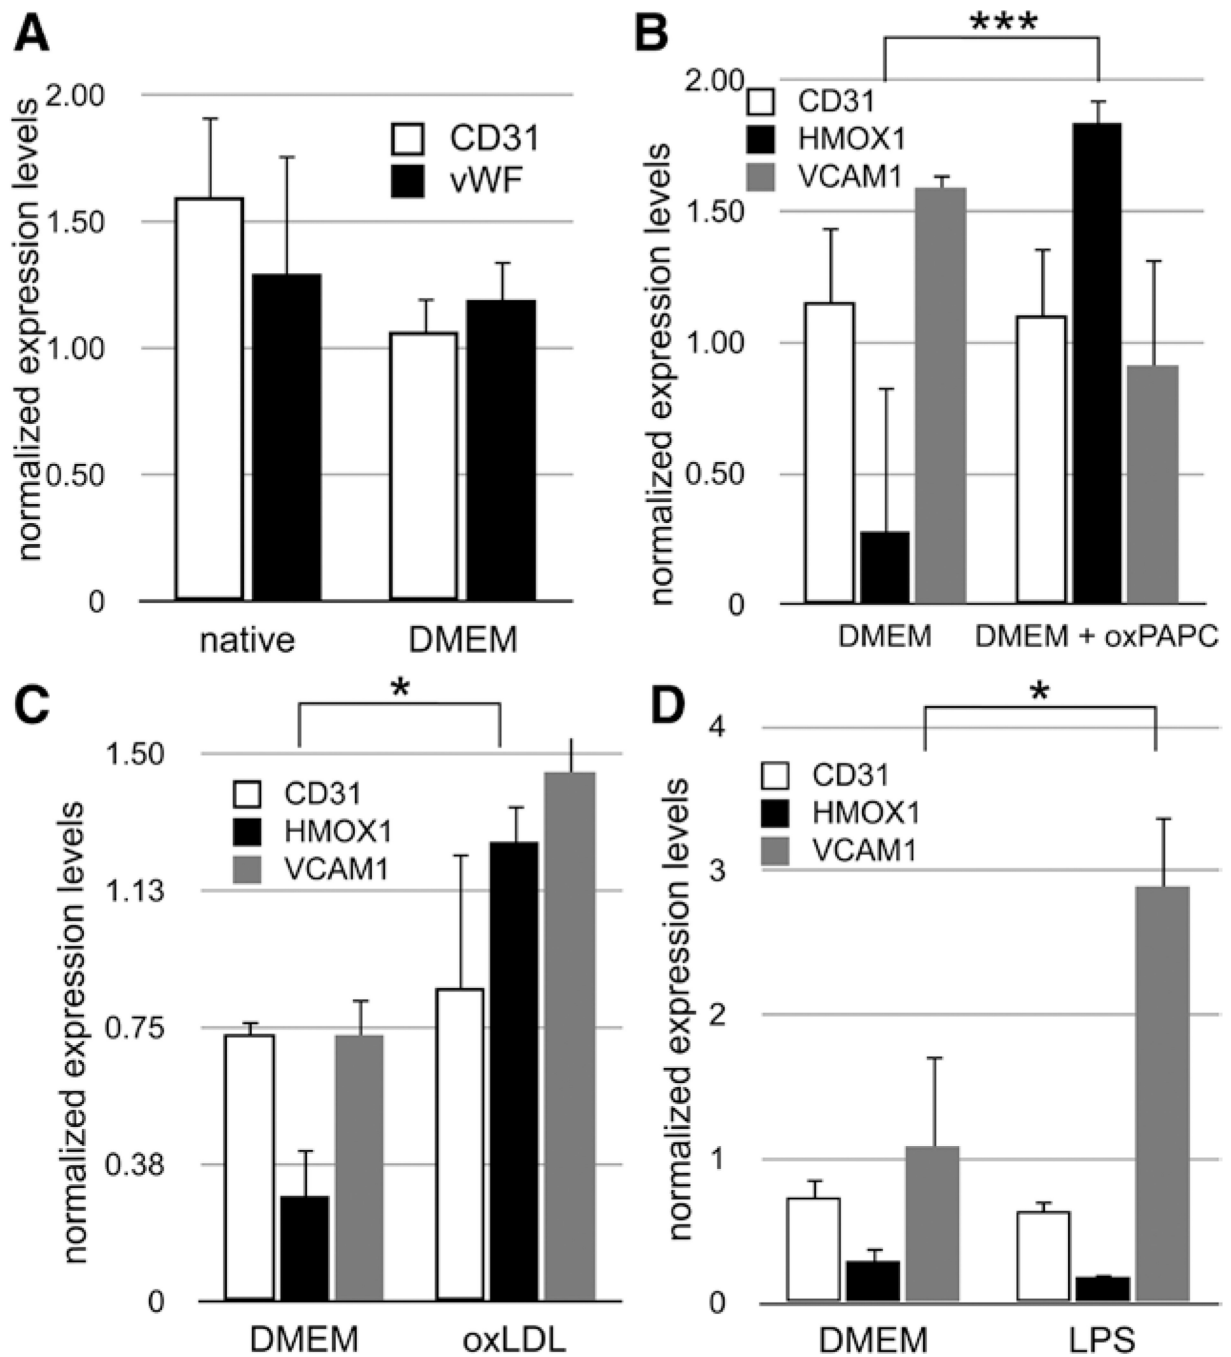 A
normalized expression levels
2.00
1.50
1.00
0.50
0
CD31
vWF
native
DMEM
B
***
normalized expression levels
2.00
1.50
1.00
0.50
0
CD31
HMOX1
VCAM1
DMEM
DMEM + oxPAPC
C
*
normalized expression levels
1.50
1.13
0.75
0.38
0
CD31
HMOX1
VCAM1
DMEM
oxLDL
D
*
normalized expression levels
4
3
2
1
0
CD31
HMOX1
VCAM1
DMEM
LPS